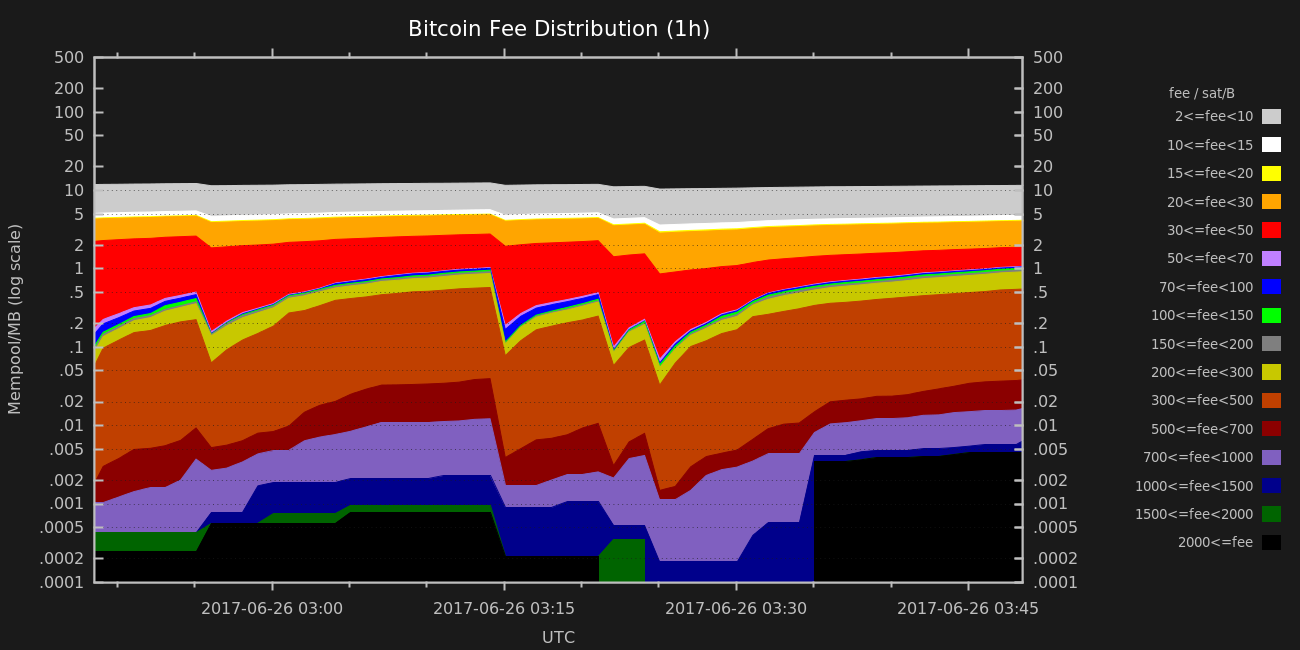 Bitcoin Fee Distribution (1h)
Mempool/MB (log scale)
500
200
100
50
20
10
5
2
1
.5
.2
.1
.05
.02
.01
.005
.002
.001
.0005
.0002
.0001
500
200
100
50
20
10
5
2
1
.5
.2
.1
.05
.02
.01
.005
.002
.001
.0005
.0002
.0001
2017-06-26 03:00 2017-06-26 03:15 2017-06-26 03:30 2017-06-26 03:45
UTC
fee / sat/B
2<=fee<10
10<=fee<15
15<=fee<20
20<=fee<30
30<=fee<50
50<=fee<70
70<=fee<100
100<=fee<150
150<=fee<200
200<=fee<300
300<=fee<500
500<=fee<700
700<=fee<1000
1000<=fee<1500
1500<=fee<2000
2000<=fee